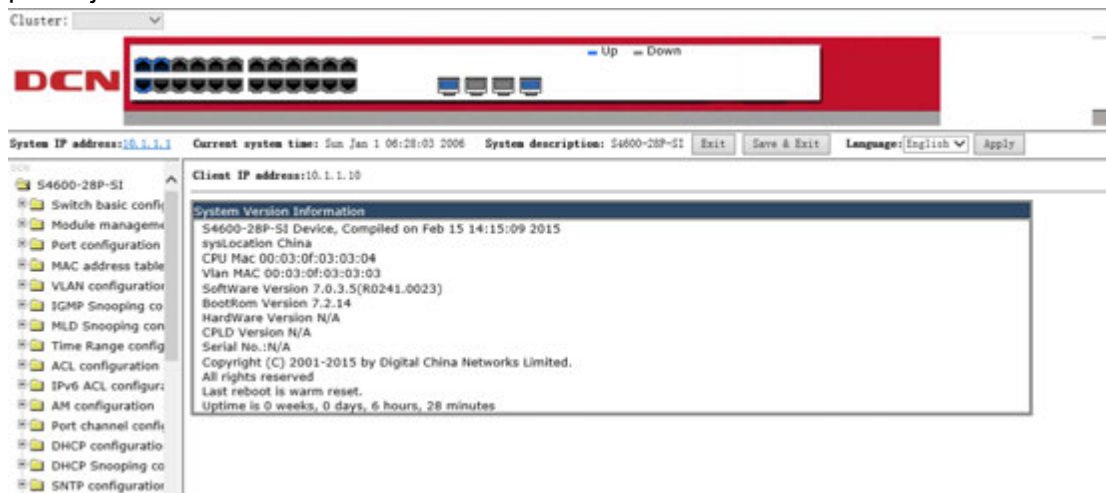 Cluster:
Up Down
DCN
System IP address:10.1.1.1 Current system time: Sun Jan 1 06:28:03 2006 System description: S4600-28P-SI Exit Save & Exit Language: English Apply
Client IP address:10.1.1.10
S4600-28P-SI
Switch basic config
Module manageme
Port configuration
MAC address table
VLAN configuration
IGMP Snooping co
MLD Snooping con
Time Range config
ACL configuration
IPv6 ACL configura
AM configuration
Port channel config
DHCP configuratio
DHCP Snooping co
SNTP configuration
System Version Information
S4600-28P-SI Device, Compiled on Feb 15 14:15:09 2015
sysLocation China
CPU Mac 00:03:0f:03:03:04
Vlan MAC 00:03:0f:03:03:03
SoftWare Version 7.0.3.5(R0241.0023)
BootRom Version 7.2.14
HardWare Version N/A
CPLD Version N/A
Serial No.:N/A
Copyright (C) 2001-2015 by Digital China Networks Limited.
All rights reserved
Last reboot is warm reset.
Uptime is 0 weeks, 0 days, 6 hours, 28 minutes